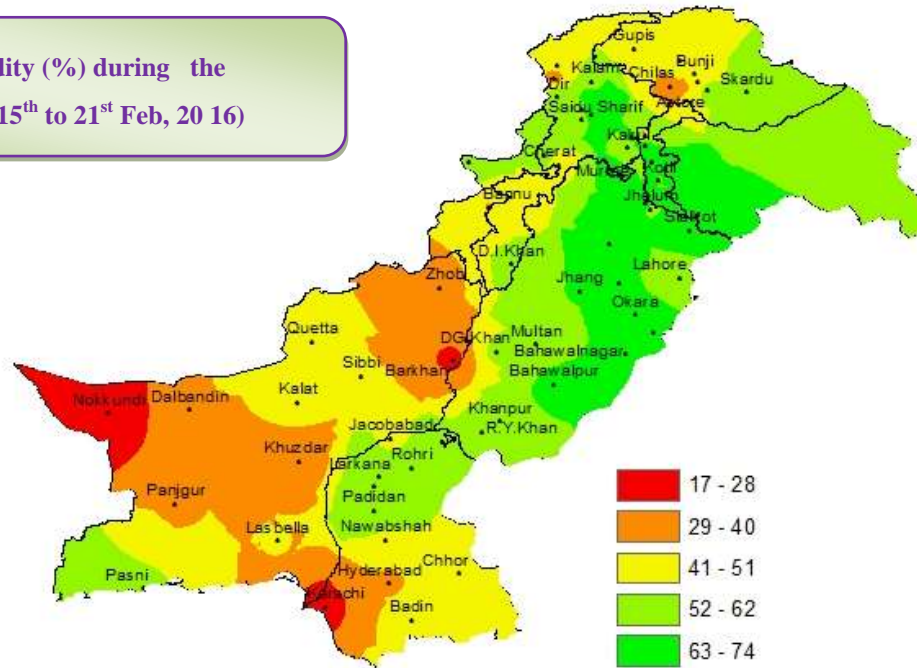 dity (%) during the
15th to 21st Feb, 20 16)
Gupis
Kalam
Chilas
Bunji
Skardu
Dir
Astore
Saidu Sharif
Kakul
Cherat
Murree
Kotli
Jhelum
Bannu
Sialkot
D.I.Khan
Lahore
Zhob
Jhang
Okara
Quetta
DG Khan
Multan
Sibbi
Barkhan
Bahawalnagar
Bahawalpur
Nokkundi
Dalbandin
Kalat
Khanpur
Jacobabad
R.Y.Khan
Khuzdar
Larkana
Rohri
Panjgur
Padidan
Lasbella
Nawabshah
Pasni
Hyderabad
Chhor
Karachi
Badin
17 - 28
29 - 40
41 - 51
52 - 62
63 - 74